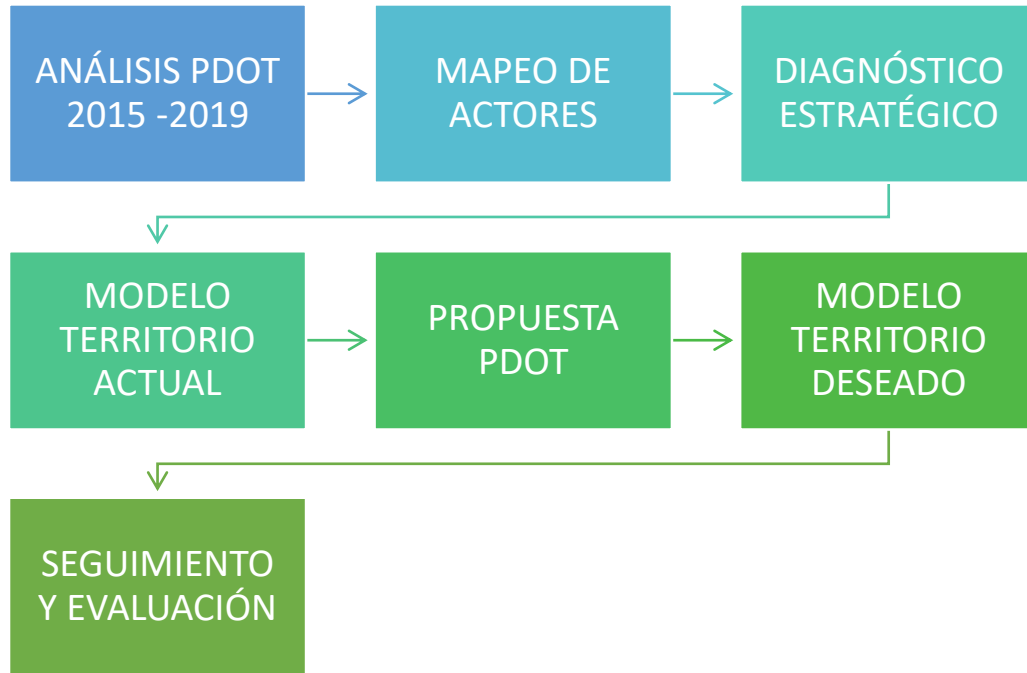 ANÁLISIS PDOT
2015 -2019
MAPEO DE
ACTORES
DIAGNÓSTICO
ESTRATÉGICO
MODELO
TERRITORIO
ACTUAL
PROPUESTA
PDOT
MODELO
TERRITORIO
DESEADO
SEGUIMIENTO
Y EVALUACIÓN